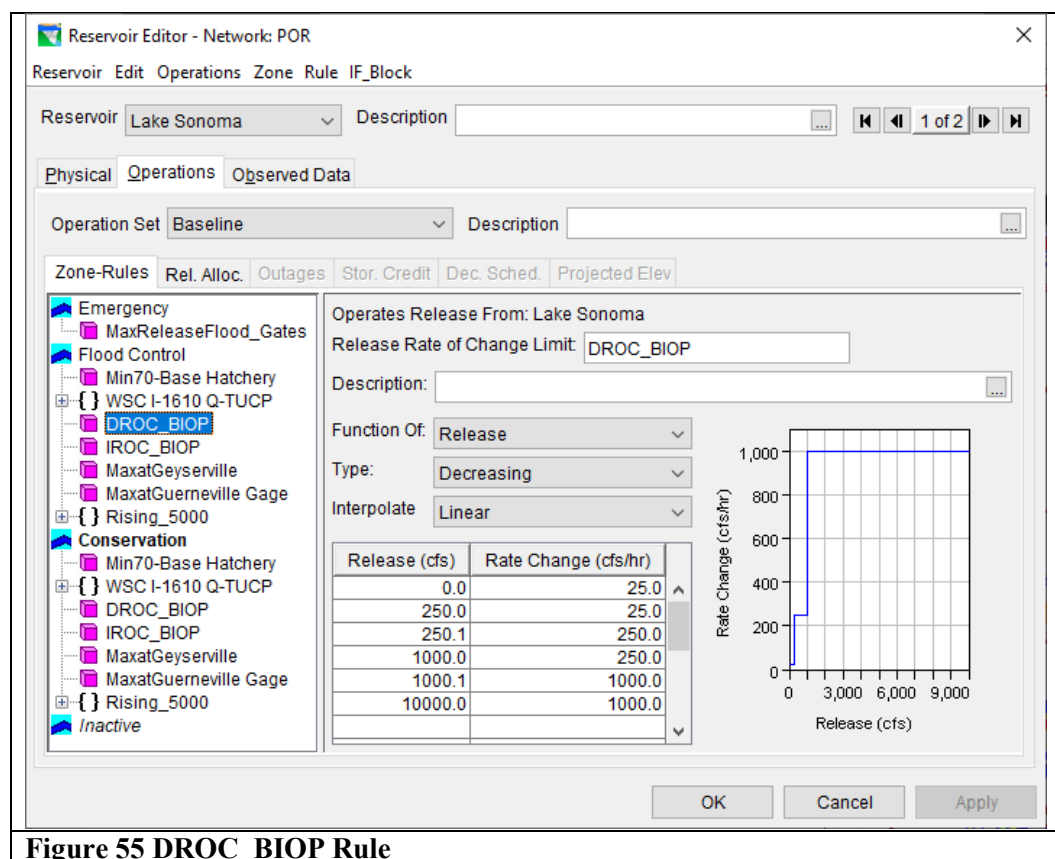 Reservoir Editor - Network: POR
Reservoir Edit Operations Zone Rule IF_Block
Reservoir Lake Sonoma Description ... 1 of 2
Physical Operations Observed Data
Operation Set Baseline Description ...
Zone-Rules Rel. Alloc. Outages Stor. Credit Dec. Sched. Projected Elev
Emergency
MaxReleaseFlood_Gates
Flood Control
Min70-Base Hatchery
{ } WSC I-1610 Q-TUCP
DROC_BIOP
IROC_BIOP
MaxatGeyserville
MaxatGuerneville Gage
{ } Rising_5000
Conservation
Min70-Base Hatchery
{ } WSC I-1610 Q-TUCP
DROC_BIOP
IROC_BIOP
MaxatGeyserville
MaxatGuerneville Gage
{ } Rising_5000
Inactive
Operates Release From: Lake Sonoma
Release Rate of Change Limit: DROC_BIOP
Description: ...
Function Of: Release
Type: Decreasing
Interpolate Linear
Release (cfs) Rate Change (cfs/hr)
0.0 25.0
250.0 25.0
250.1 250.0
1000.0 250.0
1000.1 1000.0
10000.0 1000.0
Rate Change (cfs/hr)
1,000
800
600
400
200
0
0 3,000 6,000 9,000
Release (cfs)
OK Cancel Apply
Figure 55 DROC_BIOP Rule